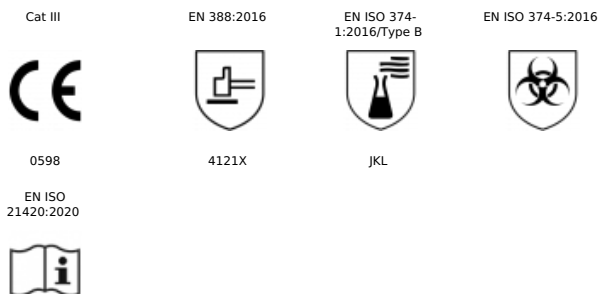 Cat III
EN 388:2016
EN ISO 374-
1:2016/Type B
EN ISO 374-5:2016
CE
0598
4121X
JKL
EN ISO
21420:2020
i